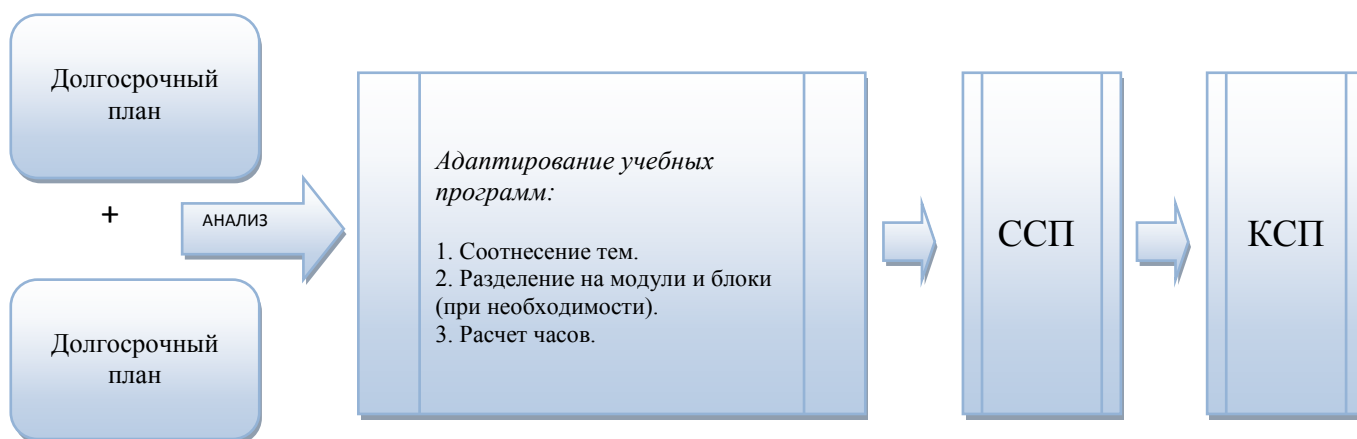 Долгосрочный
план
+
АНАЛИЗ
Долгосрочный
план
Адаптирование учебных
программ:
1. Соотнесение тем.
2. Разделение на модули и блоки
(при необходимости).
3. Расчет часов.
ССП
КСП